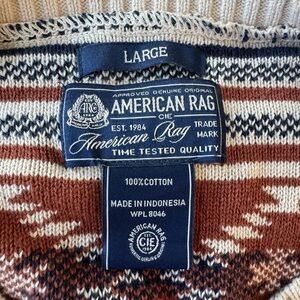 LARGE
APPROVED GENUINE ORIGINAL
AMERICAN RAG
CIE
EST. 1984
TRADE MARK
American Rag
TIME TESTED QUALITY
100%COTTON
MADE IN INDONESIA
WPL 8046
AMERICAN RAG
CIE